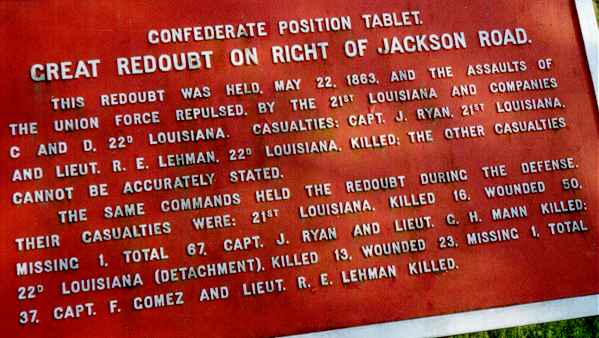 CONFEDERATE POSITION TABLET.
GREAT REDOUBT ON RIGHT OF JACKSON ROAD.
THIS REDOUBT WAS HELD, MAY 22, 1863, AND THE ASSAULTS OF
THE UNION FORCE REPULSED, BY THE 21ST LOUISIANA AND COMPANIES
C AND D, 22D LOUISIANA. CASUALTIES: CAPT. J. RYAN, 21ST LOUISIANA,
AND LIEUT. R. E. LEHMAN, 22D LOUISIANA, KILLED; THE OTHER CASUALTIES
CANNOT BE ACCURATELY STATED.
THE SAME COMMANDS HELD THE REDOUBT DURING THE DEFENSE.
THEIR CASUALTIES WERE: 21ST LOUISIANA, KILLED 16, WOUNDED 50,
MISSING 1, TOTAL 67, CAPT. J. RYAN AND LIEUT. G. H. MANN KILLED;
22D LOUISIANA (DETACHMENT), KILLED 13, WOUNDED 23, MISSING 1, TOTAL
37, CAPT. F. GOMEZ AND LIEUT. R. E. LEHMAN KILLED.